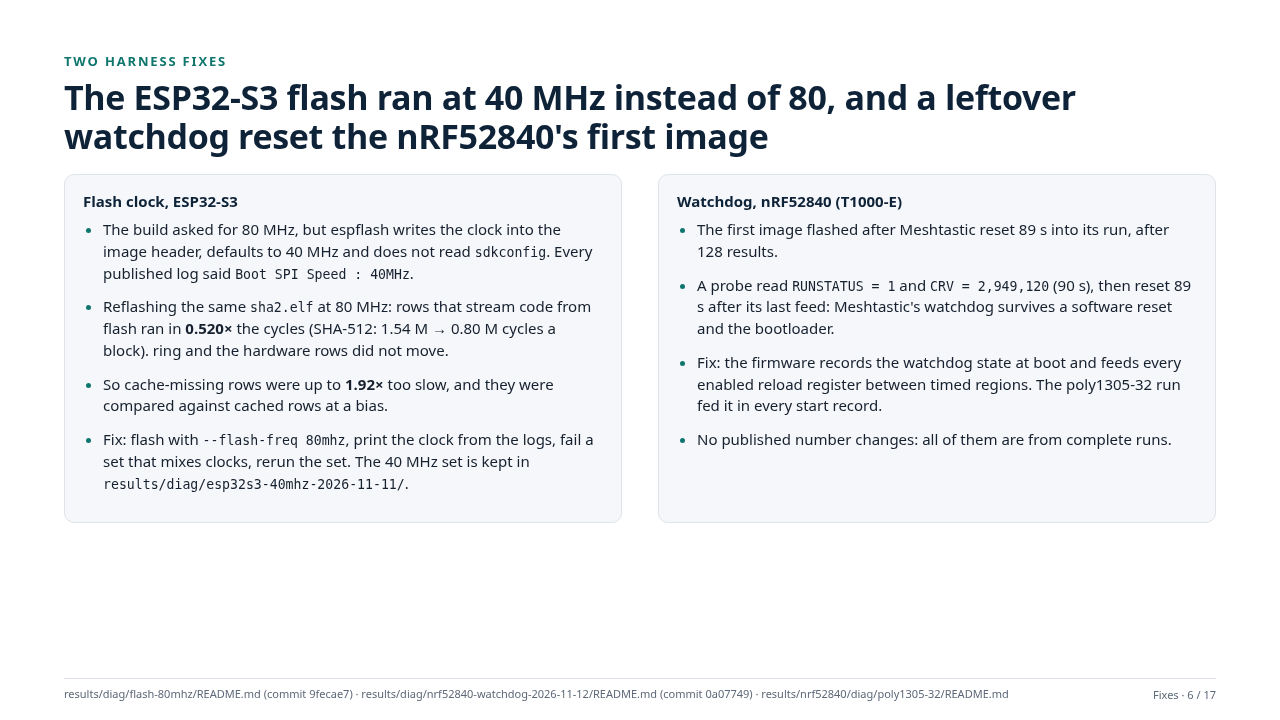 TWO HARNESS FIXES
The ESP32-S3 flash ran at 40 MHz instead of 80, and a leftover
watchdog reset the nRF52840's first image
Flash clock, ESP32-S3
• The build asked for 80 MHz, but espflash writes the clock into the
image header, defaults to 40 MHz and does not read sdkconfig. Every
published log said Boot SPI Speed : 40MHz.
• Reflashing the same sha2.elf at 80 MHz: rows that stream code from
flash ran in 0.520× the cycles (SHA-512: 1.54 M → 0.80 M cycles a
block). ring and the hardware rows did not move.
• So cache-missing rows were up to 1.92× too slow, and they were
compared against cached rows at a bias.
• Fix: flash with --flash-freq 80mhz, print the clock from the logs, fail a
set that mixes clocks, rerun the set. The 40 MHz set is kept in
results/diag/esp32s3-40mhz-2026-11-11/.
Watchdog, nRF52840 (T1000-E)
• The first image flashed after Meshtastic reset 89 s into its run, after
128 results.
• A probe read RUNSTATUS = 1 and CRV = 2,949,120 (90 s), then reset 89
s after its last feed: Meshtastic's watchdog survives a software reset
and the bootloader.
• Fix: the firmware records the watchdog state at boot and feeds every
enabled reload register between timed regions. The poly1305-32 run
fed it in every start record.
• No published number changes: all of them are from complete runs.
results/diag/flash-80mhz/README.md (commit 9fecae7) · results/diag/nrf52840-watchdog-2026-11-12/README.md (commit 0a07749) · results/nrf52840/diag/poly1305-32/README.md
Fixes · 6 / 17